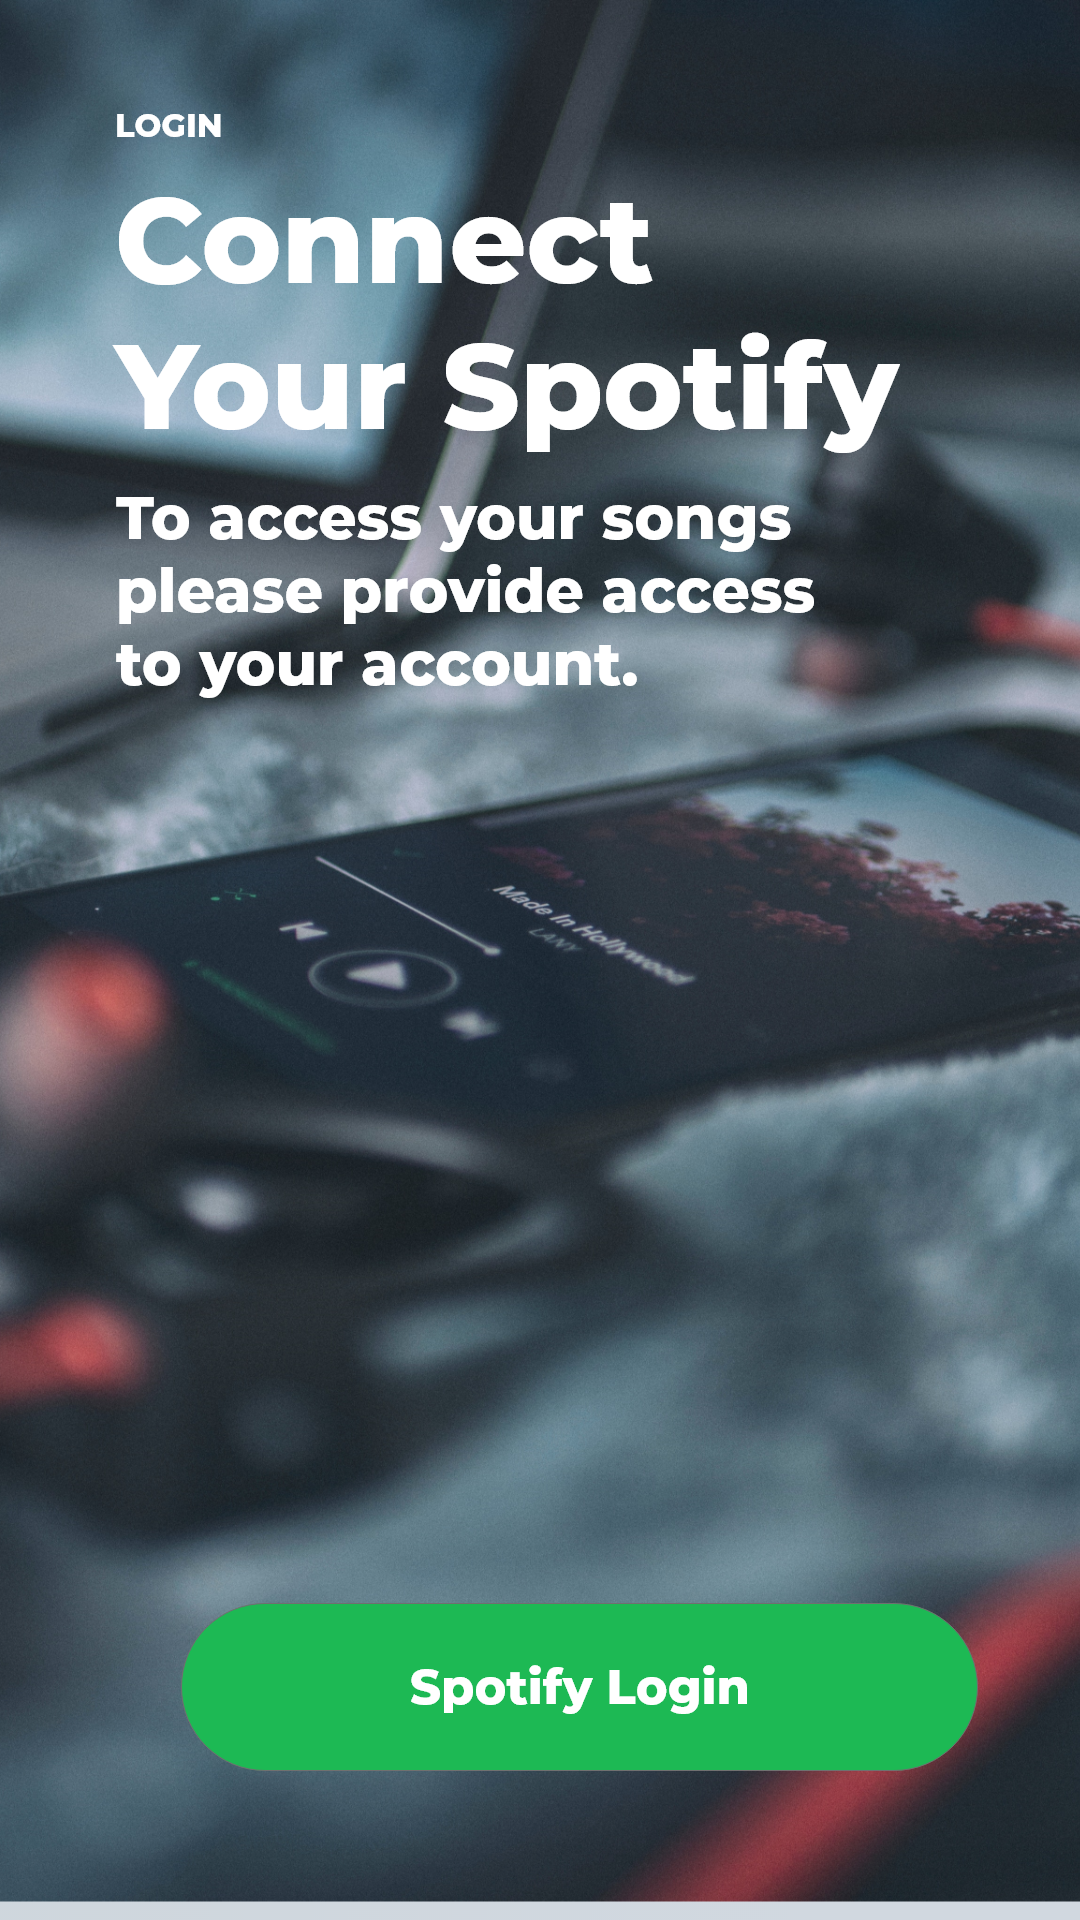 LOGIN
Connect
Your Spotify
To access your songs
please provide access
to your account.
Made In Hollywood
LANY
Spotify Login